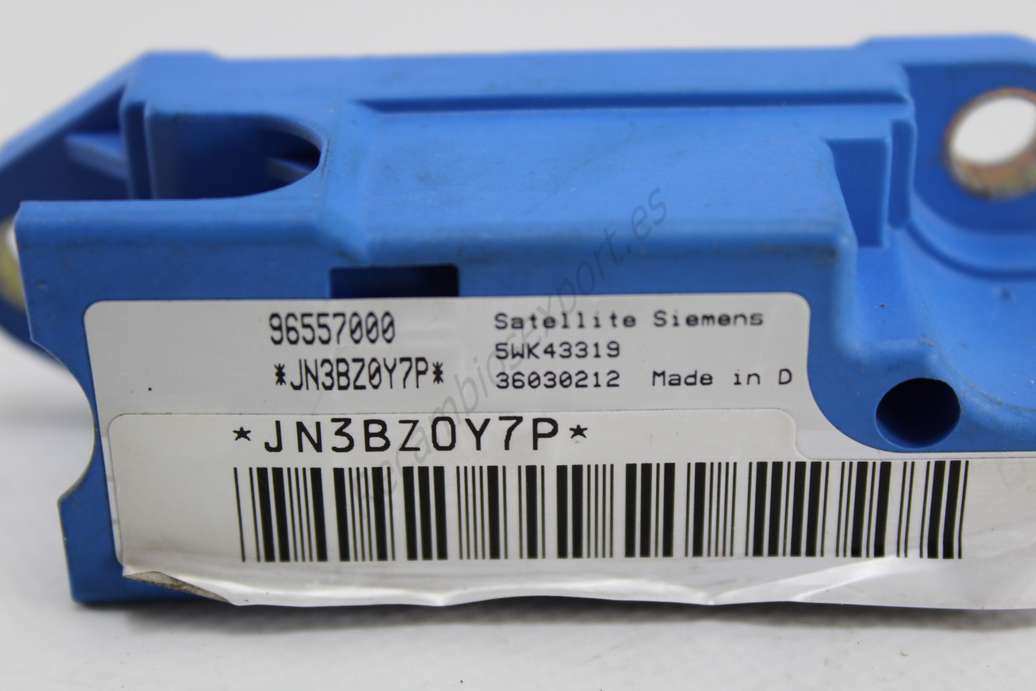 96557000
*JN3BZ0Y7P*
Satellite Siemens
5WK43319
36030212 Made in D
*JN3BZ0Y7P*